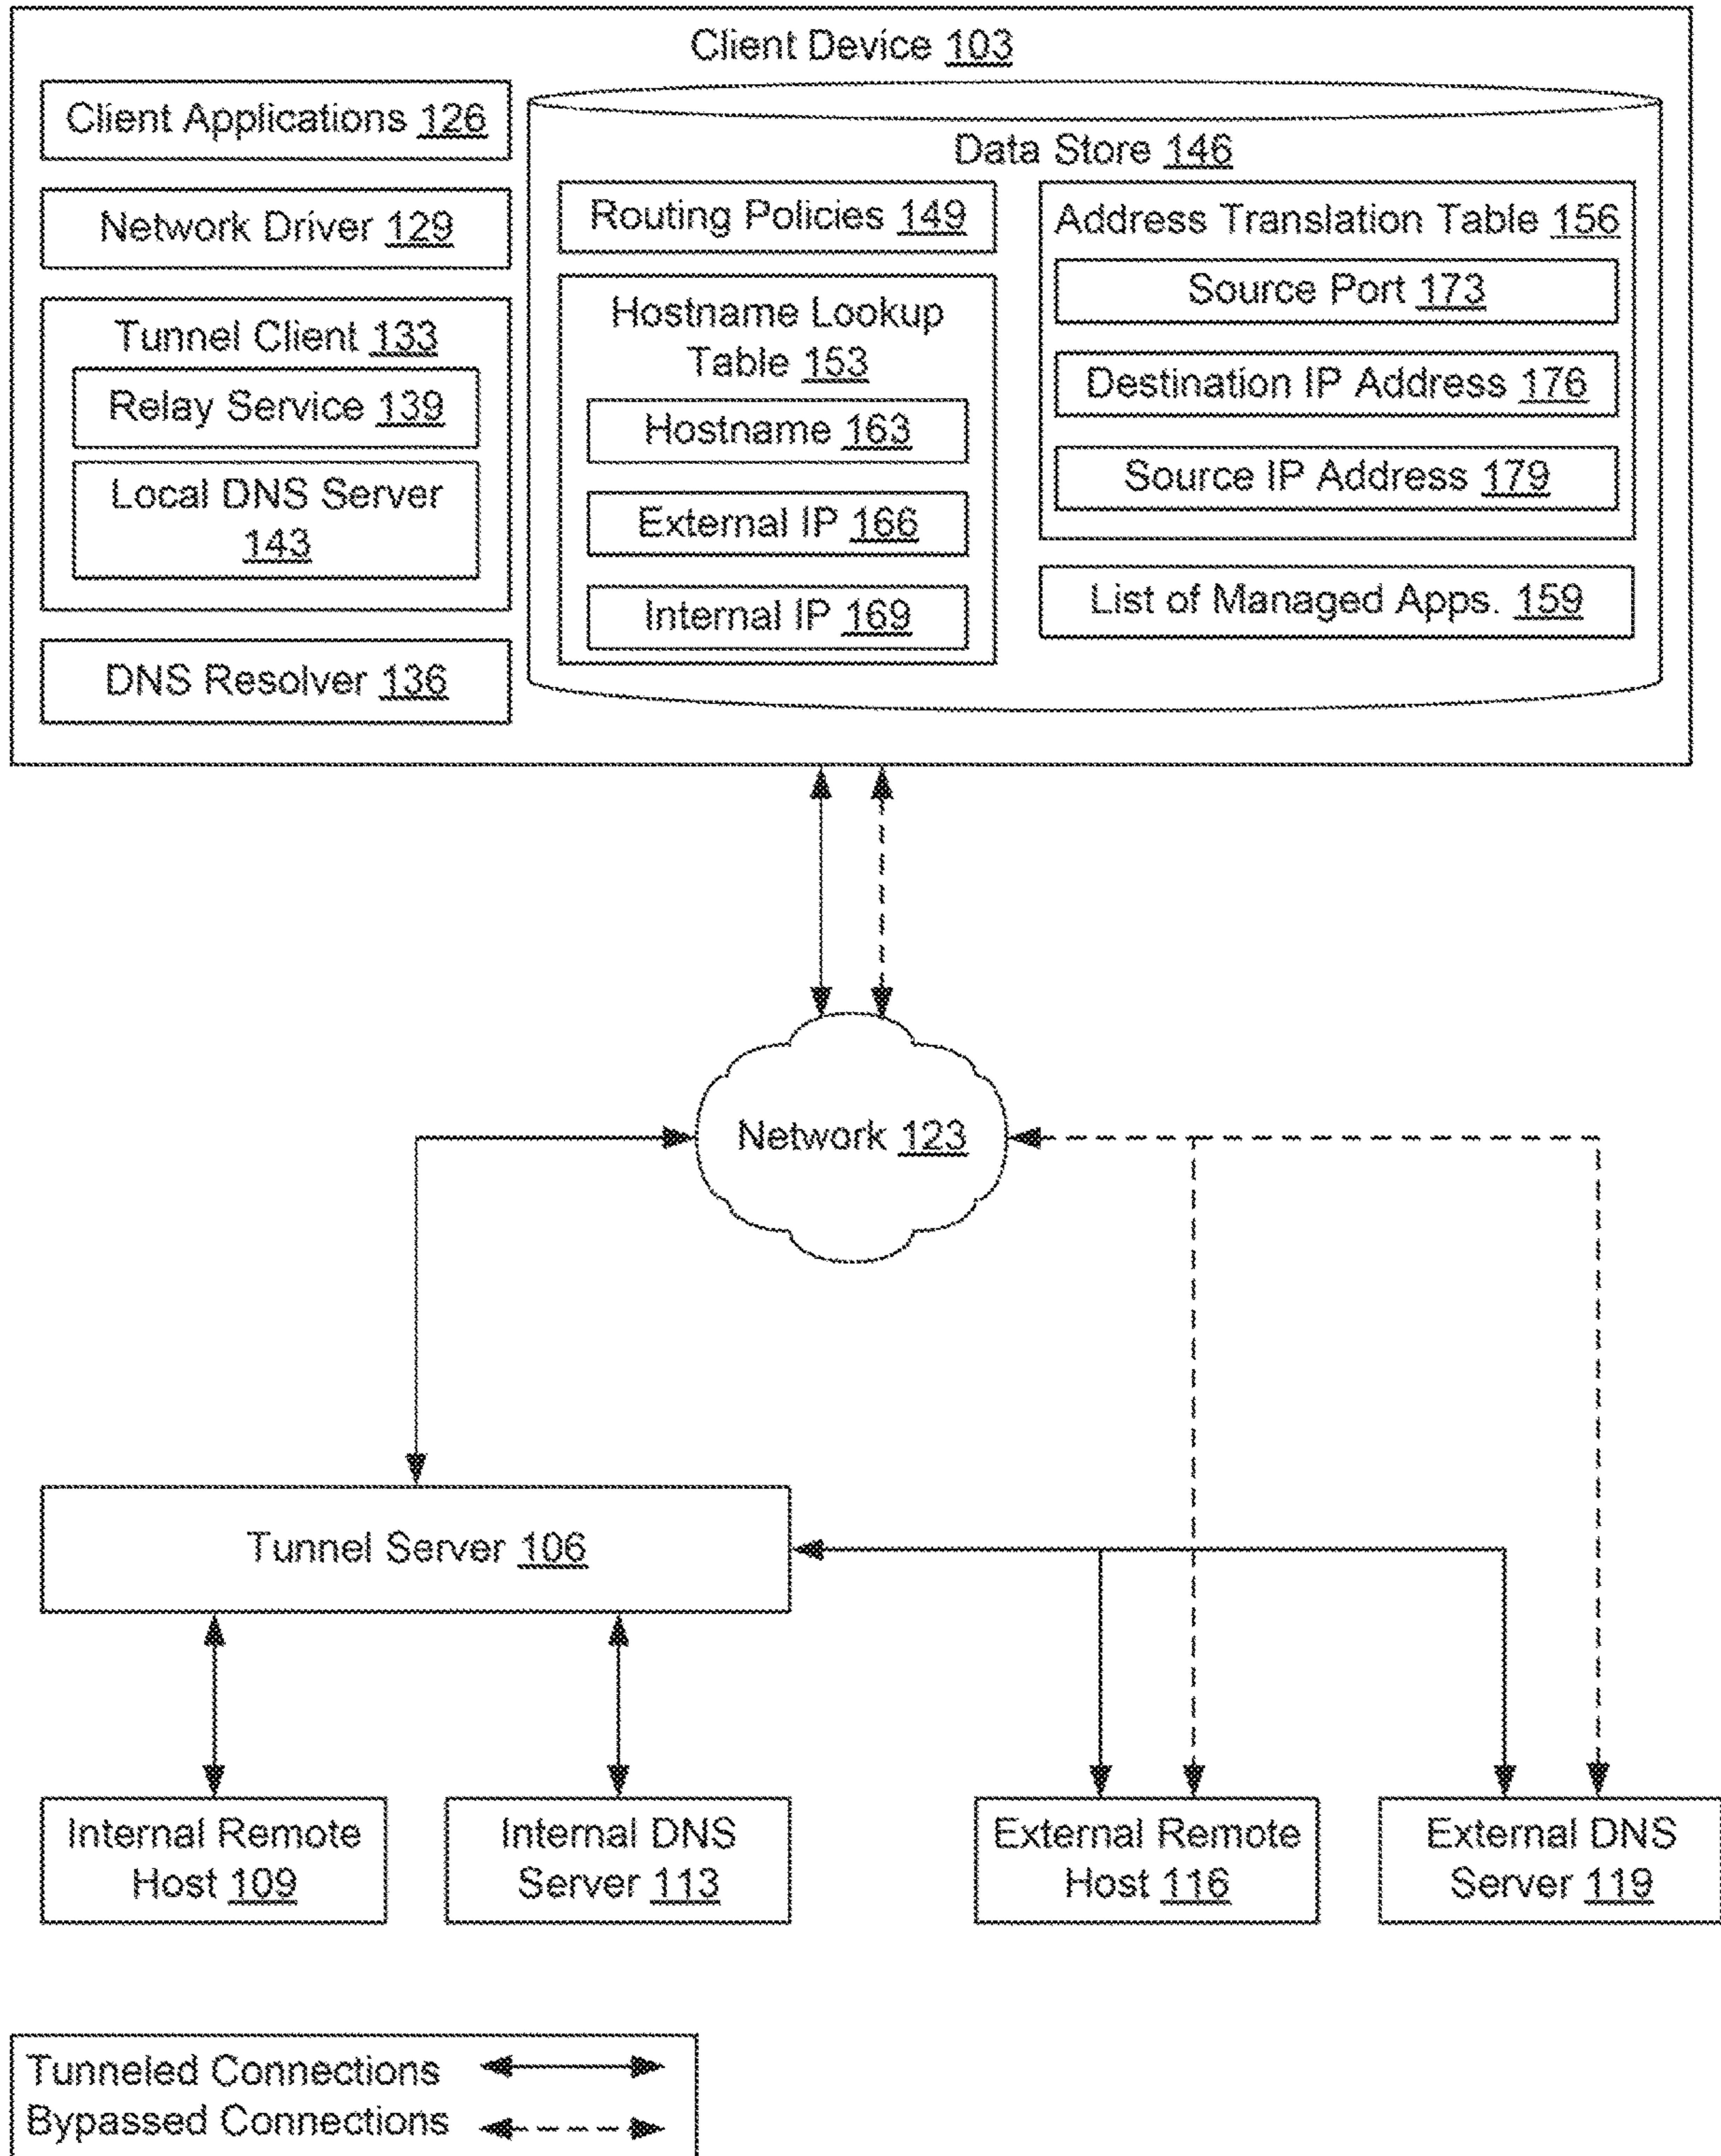 Client Device 103
Client Applications 126
Network Driver 129
Tunnel Client 133
Relay Service 139
Local DNS Server
143
DNS Resolver 136
Data Store 146
Routing Policies 149
Hostname Lookup
Table 153
Hostname 163
External IP 166
Internal IP 169
Address Translation Table 156
Source Port 173
Destination IP Address 176
Source IP Address 179
List of Managed Apps. 159
Network 123
Tunnel Server 106
Internal Remote
Host 109
Internal DNS
Server 113
External Remote
Host 116
External DNS
Server 119
Tunneled Connections
Bypassed Connections